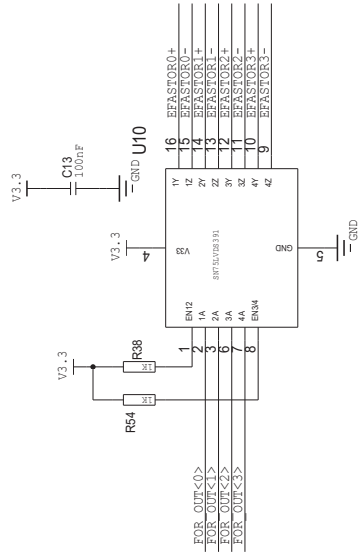 V3.3
C13
100nF
GND
U10
V3.3
4
V33
V3.3
R38
1K
R54
1K
16 EFASTOR0+
15 EFASTOR0-
14 EFASTOR1+
13 EFASTOR1-
12 EFASTOR2+
11 EFASTOR2-
10 EFASTOR3+
9 EFASTOR3-
1Y
1Z
2Y
2Z
3Y
3Z
4Y
4Z
SN75LVDS391
1 EN12
2 1A
3 2A
6 3A
7 4A
8 EN3/4
GND
5
GND
FOR_OUT<0>
FOR_OUT<1>
FOR_OUT<2>
FOR_OUT<3>